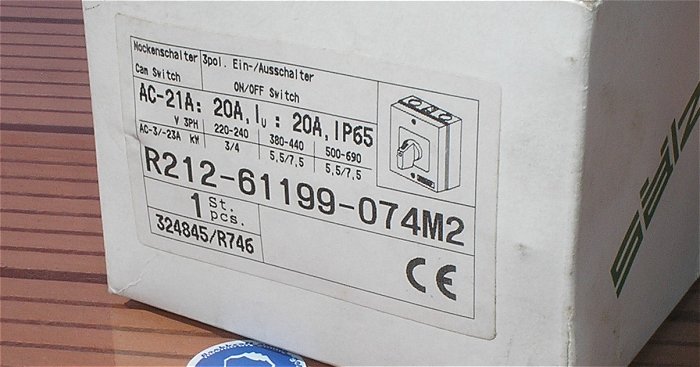 Nockenschalter 3pol. Ein-/Ausschalter
Cam Switch ON/OFF Switch
AC-21A: 20A, Iu : 20A, IP65
V 3PH 220-240 380-440 500-690
AC-3/-23A kW 3/4 5,5/7,5 5,5/7,5
R212-61199-074M2
1 St.
pcs.
324845/R746
CE
sälz